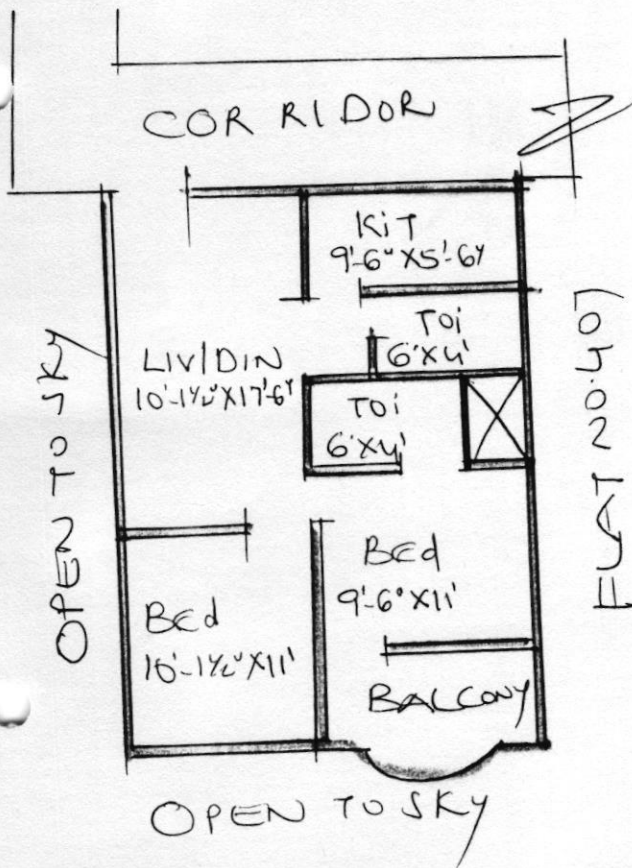 CORRIDOR
KiT
9'-6"X5'-6"
TOi
6'X4'
LIV/DIN
10'-1½"X17'-6"
TOi
6'X4'
OPEN TO SKY
FLAT NO.407
BEd
9'-6"X11'
BEd
10'-1½"X11'
BALCONY
OPEN TO SKY